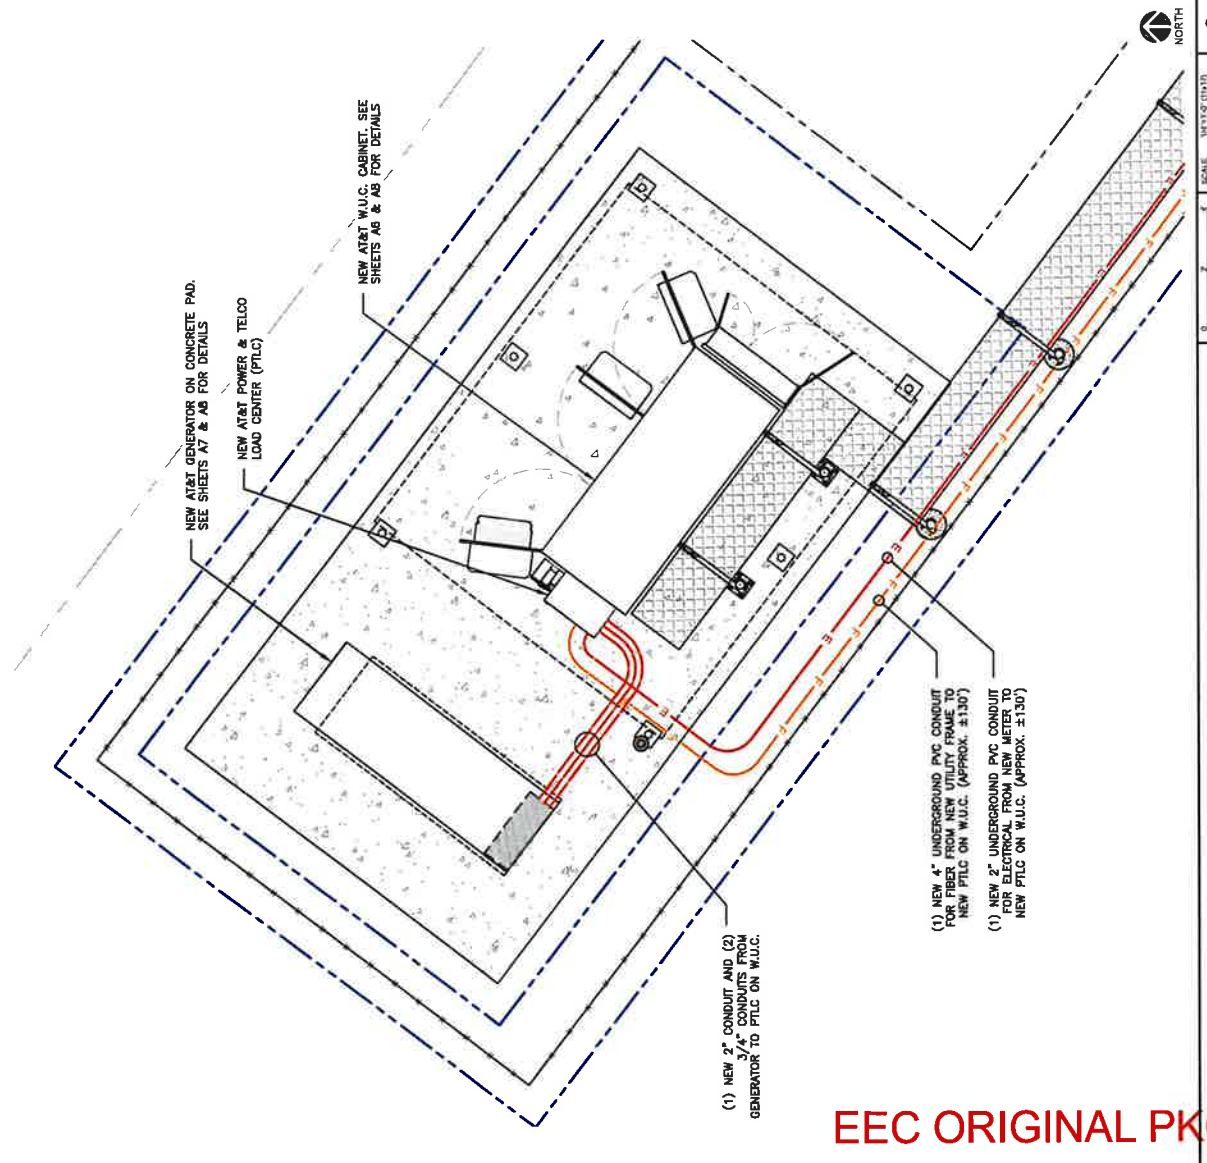 NORTH
NEW AT&T W.U.C. CABINET. SEE
SHEETS A6 & A8 FOR DETAILS
NEW AT&T GENERATOR ON CONCRETE PAD.
SEE SHEETS A7 & A8 FOR DETAILS
NEW AT&T POWER & TELCO
LOAD CENTER (PTLC)
(1) NEW 4" UNDERGROUND PVC CONDUIT
FOR FIBER FROM NEW UTILITY FRAME TO
NEW PTLC ON W.U.C. (APPROX. ±130')
(1) NEW 2" UNDERGROUND PVC CONDUIT
FOR ELECTRICAL FROM NEW METER TO
NEW PTLC ON W.U.C. (APPROX. ±130')
(1) NEW 2" CONDUIT AND (2)
3/4" CONDUITS FROM
GENERATOR TO PTLC ON W.U.C.
SCALE
EEC ORIGINAL PK